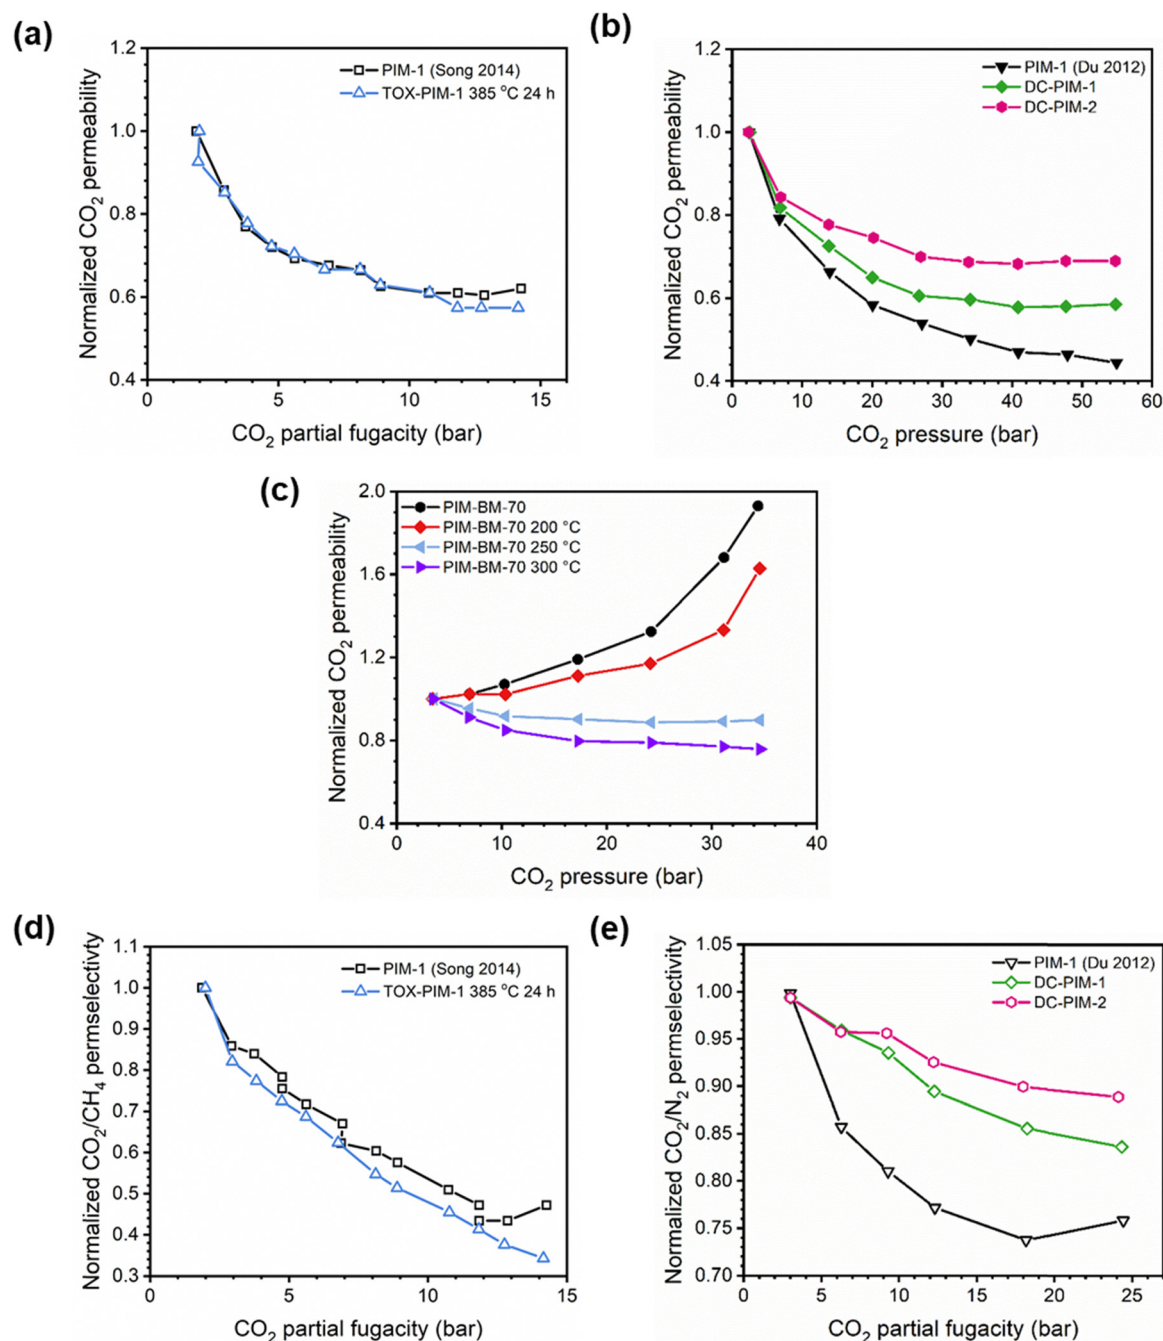 (a)
1.2
1.0
0.8
0.6
0.4
Normalized CO₂ permeability
PIM-1 (Song 2014)
TOX-PIM-1 385 °C 24 h
0 5 10 15
CO₂ partial fugacity (bar)
(b)
1.2
1.0
0.8
0.6
0.4
Normalized CO₂ permeability
PIM-1 (Du 2012)
DC-PIM-1
DC-PIM-2
0 10 20 30 40 50 60
CO₂ pressure (bar)
(c)
2.0
1.6
1.2
0.8
0.4
Normalized CO₂ permeability
PIM-BM-70
PIM-BM-70 200 °C
PIM-BM-70 250 °C
PIM-BM-70 300 °C
0 10 20 30 40
CO₂ pressure (bar)
(d)
1.1
1.0
0.9
0.8
0.7
0.6
0.5
0.4
0.3
Normalized CO₂/CH₄ permselectivity
PIM-1 (Song 2014)
TOX-PIM-1 385 °C 24 h
0 5 10 15
CO₂ partial fugacity (bar)
(e)
1.05
1.00
0.95
0.90
0.85
0.80
0.75
0.70
Normalized CO₂/N₂ permselectivity
PIM-1 (Du 2012)
DC-PIM-1
DC-PIM-2
0 5 10 15 20 25
CO₂ partial fugacity (bar)